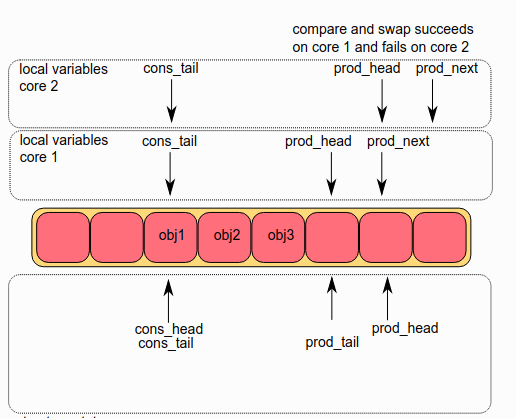 compare and swap succeeds
on core 1 and fails on core 2
local variables
core 2
cons_tail
prod_head
prod_next
local variables
core 1
cons_tail
prod_head
prod_next
obj1
obj2
obj3
cons_head
cons_tail
prod_tail
prod_head